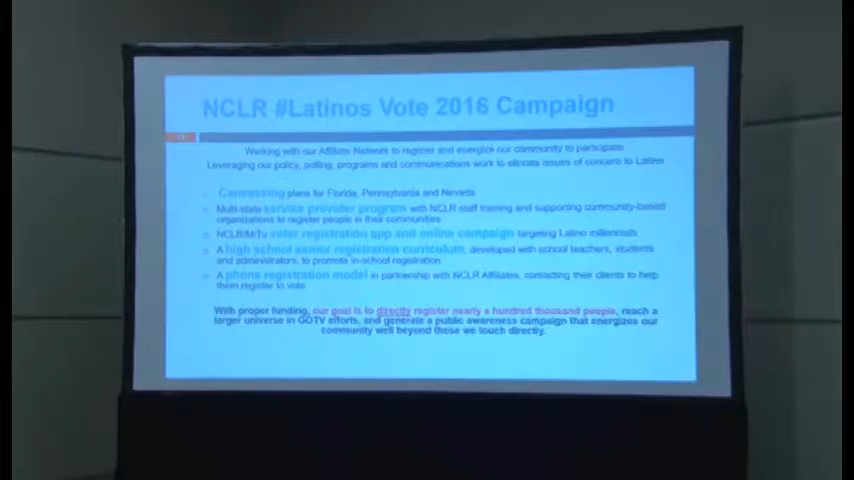 NCLR #Latinos Vote 2016 Campaign
Working with our Affiliate Network to register and energize our community to participate
Leveraging our policy, polling, programs and communications work to elevate issues of concern to Latino
Canvassing plans for Florida, Pennsylvania and Nevada
Multi-state service provider program with NCLR staff training and supporting community-based
organizations to register people in their communities
NCLR/MiTu voter registration app and online campaign targeting Latino millennials
A high school senior registration curriculum, developed with school teachers, students
and administrators, to promote in-school registration
A phone registration model in partnership with NCLR Affiliates, contacting their clients to help
them register to vote
With proper funding, our goal is to directly register nearly a hundred thousand people, reach a
larger universe in GOTV efforts, and generate a public awareness campaign that energizes our
community well beyond those we touch directly.